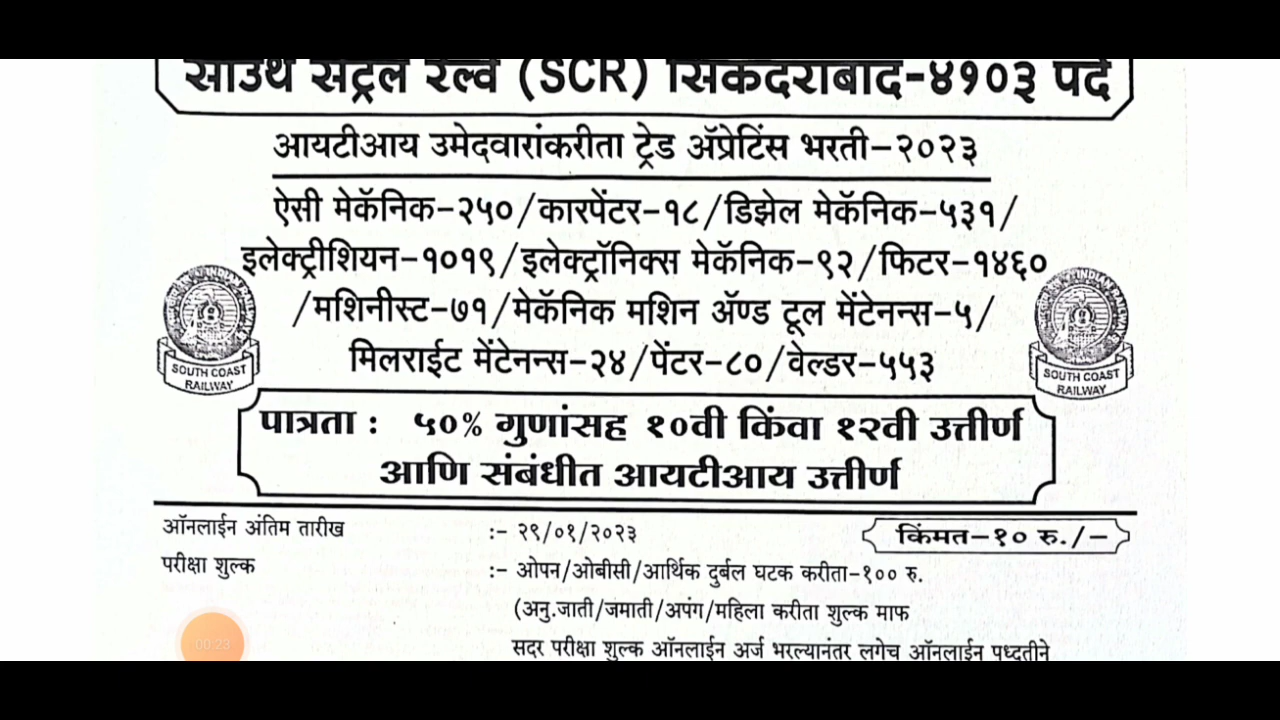 साउथ सेंट्रल रेल्वे (SCR) सिकंदराबाद-४१०३ पदे
आयटीआय उमेदवारांकरीता ट्रेड ॲप्रेटिंस भरती-२०२३
ऐसी मेकॅनिक-२५०/कारपेंटर-१८/डिझेल मेकॅनिक-५३१/
इलेक्ट्रीशियन-१०१९/इलेक्ट्रॉनिक्स मेकॅनिक-९२/फिटर-१४६०
/मशिनीस्ट-७१/मेकॅनिक मशिन ॲण्ड टूल मेंटेनन्स-५/
मिलराईट मेंटेनन्स-२४/पेंटर-८०/वेल्डर-५५३
SOUTH COAST
RAILWAY
SOUTH COAST
RAILWAY
पात्रता : ५०% गुणांसह १०वी किंवा १२वी उत्तीर्ण
आणि संबंधीत आयटीआय उत्तीर्ण
ऑनलाईन अंतिम तारीख :- २९/०१/२०२३
किंमत-१० रु./-
परीक्षा शुल्क :- ओपन/ओबीसी/आर्थिक दुर्बल घटक करीता-१०० रु.
(अनु.जाती/जमाती/अपंग/महिला करीता शुल्क माफ
00:23
सदर परीक्षा शुल्क ऑनलाईन अर्ज भरल्यानंतर लगेच ऑनलाईन पध्दतीने